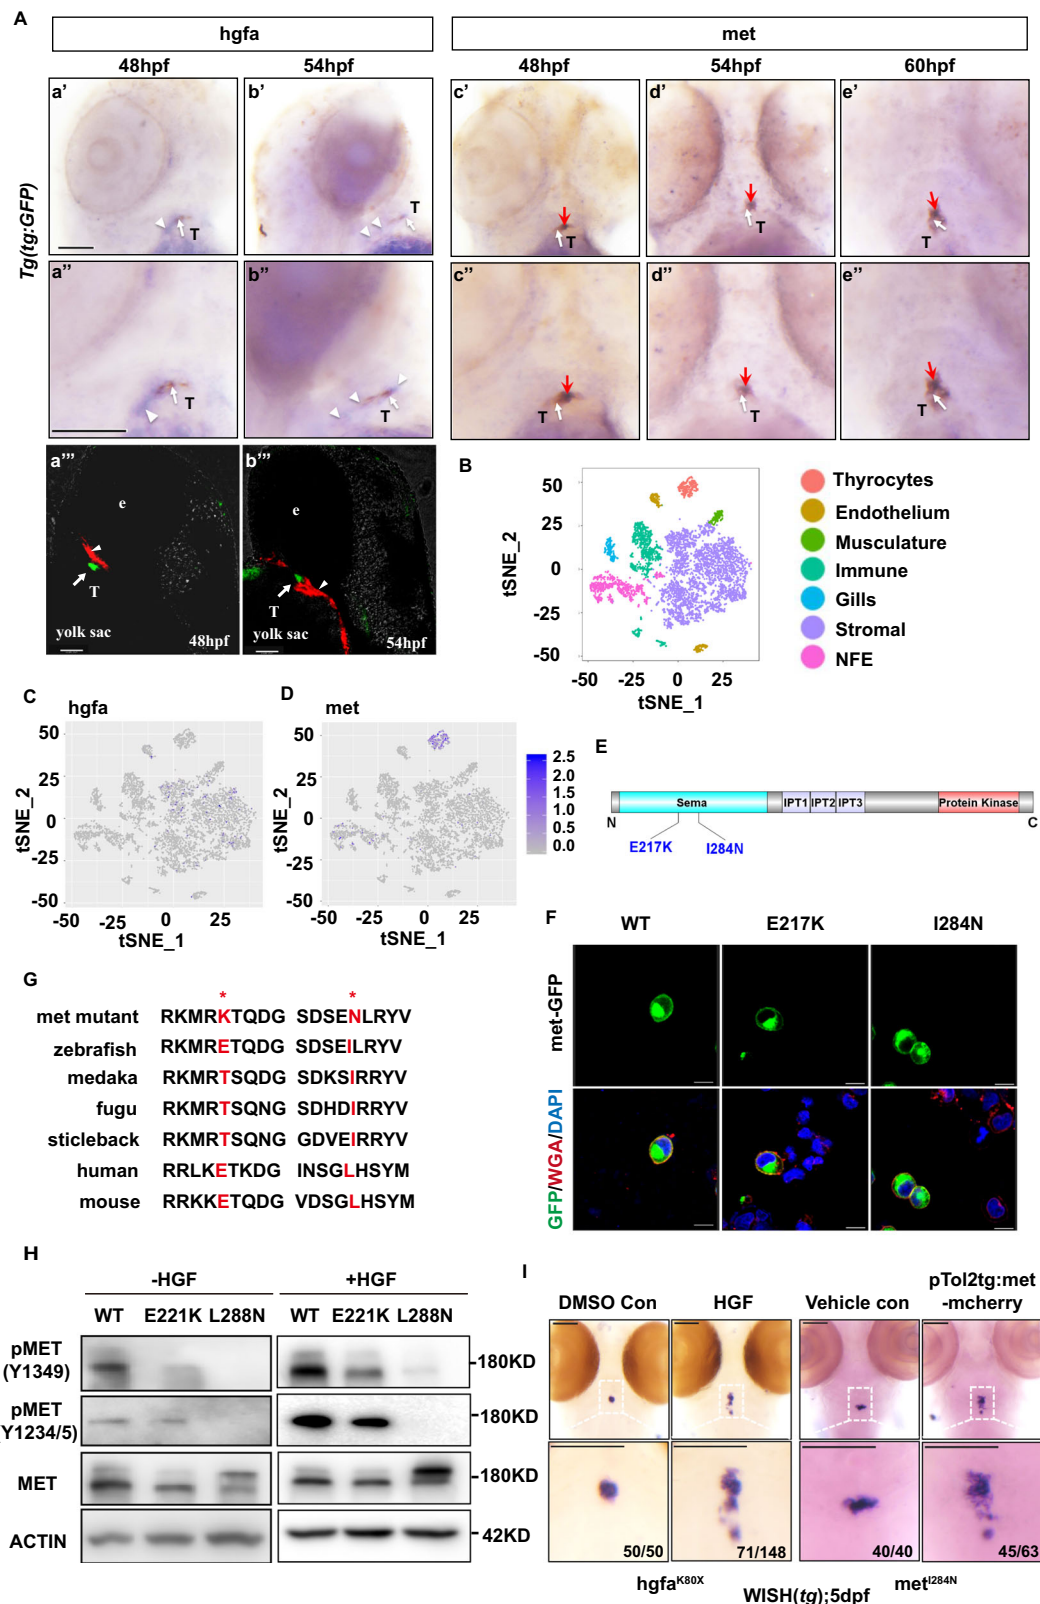 A
hgfa
met
48hpf
54hpf
48hpf
54hpf
60hpf
Tg(tg:GFP)
a’
b’
c’
d’
e’
T
T
T
T
T
a’’
b’’
c’’
d’’
e’’
T
T
T
T
T
a’’’
e
T
yolk sac
48hpf
b’’’
e
T
yolk sac
54hpf
B
tSNE_2
50
25
0
-25
-50
-50
-25
0
25
tSNE_1
Thyrocytes
Endothelium
Musculature
Immune
Gills
Stromal
NFE
C
hgfa
tSNE_2
50
25
0
-25
-50
-50
-25
0
25
tSNE_1
D
met
tSNE_2
50
25
0
-25
-50
-50
-25
0
25
tSNE_1
2.5
2.0
1.5
1.0
0.5
0.0
E
Sema
IPT1
IPT2
IPT3
Protein Kinase
N
C
E217K
I284N
F
WT
E217K
I284N
met-GFP
GFP/WGA/DAPI
G
* *
met mutant RKMRKTQDG SDSENLRYV
zebrafish RKMRETQDG SDSEILRYV
medaka RKMRTSQDG SDKSIRRYV
fugu RKMRTSQNG SDHDIRRYV
sticleback RKMRTSQNG GDVEIRRYV
human RRLKETKDG INSGLHSYM
mouse RRKKETQDG VDSGLHSYM
H
-HGF
+HGF
WT E221K L288N
WT E221K L288N
pMET
(Y1349)
-180KD
pMET
(Y1234/5)
-180KD
MET
-180KD
ACTIN
-42KD
I
DMSO Con
HGF
Vehicle con
pTol2tg:met
-mcherry
50/50
71/148
40/40
45/63
hgfaK80X
metI284N
WISH(tg);5dpf